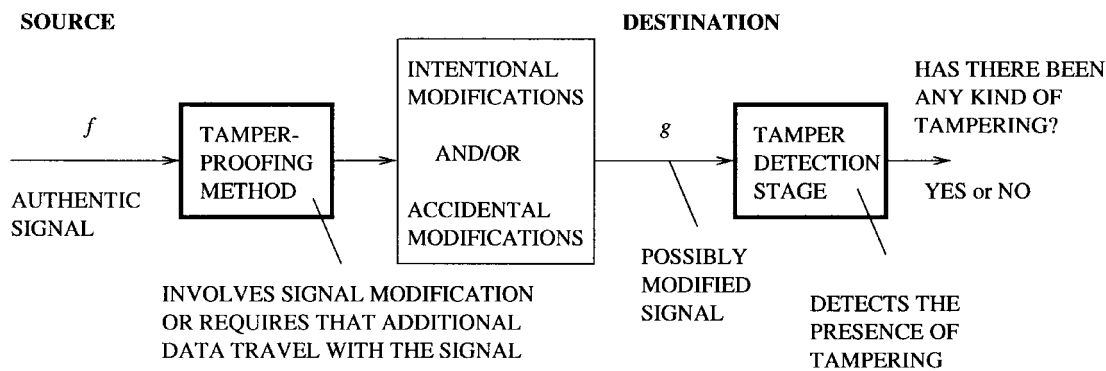 SOURCE
DESTINATION
f
AUTHENTIC
SIGNAL
TAMPER-
PROOFING
METHOD
INVOLVES SIGNAL MODIFICATION
OR REQUIRES THAT ADDITIONAL
DATA TRAVEL WITH THE SIGNAL
INTENTIONAL
MODIFICATIONS
AND/OR
ACCIDENTAL
MODIFICATIONS
g
POSSIBLY
MODIFIED
SIGNAL
TAMPER
DETECTION
STAGE
DETECTS THE
PRESENCE OF
TAMPERING
HAS THERE BEEN
ANY KIND OF
TAMPERING?
YES or NO